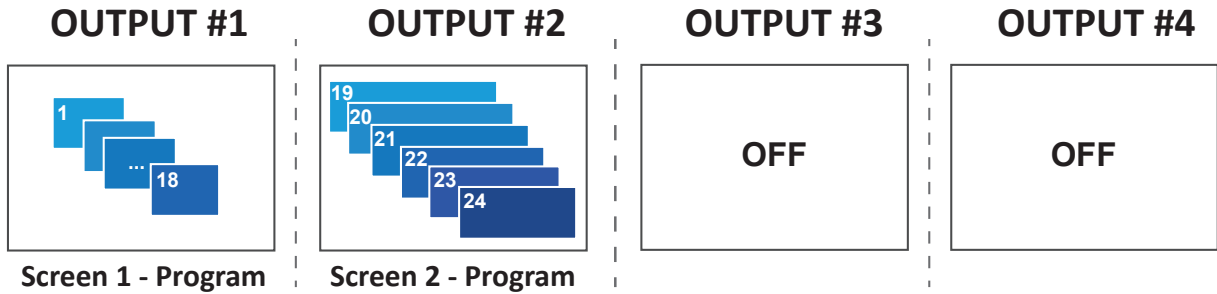 OUTPUT #1
OUTPUT #2
OUTPUT #3
OUTPUT #4
1
...
18
19
20
21
22
23
24
OFF
OFF
Screen 1 - Program
Screen 2 - Program